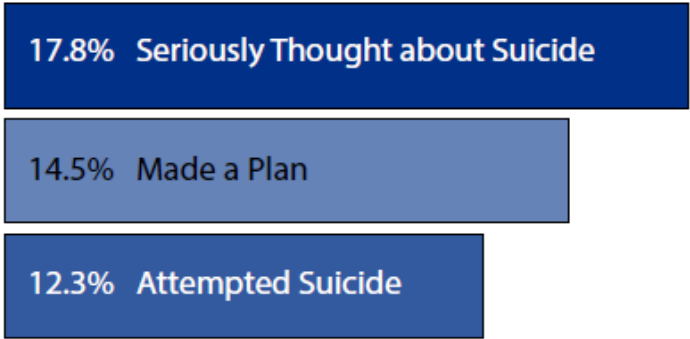 17.8% Seriously Thought about Suicide
14.5% Made a Plan
12.3% Attempted Suicide